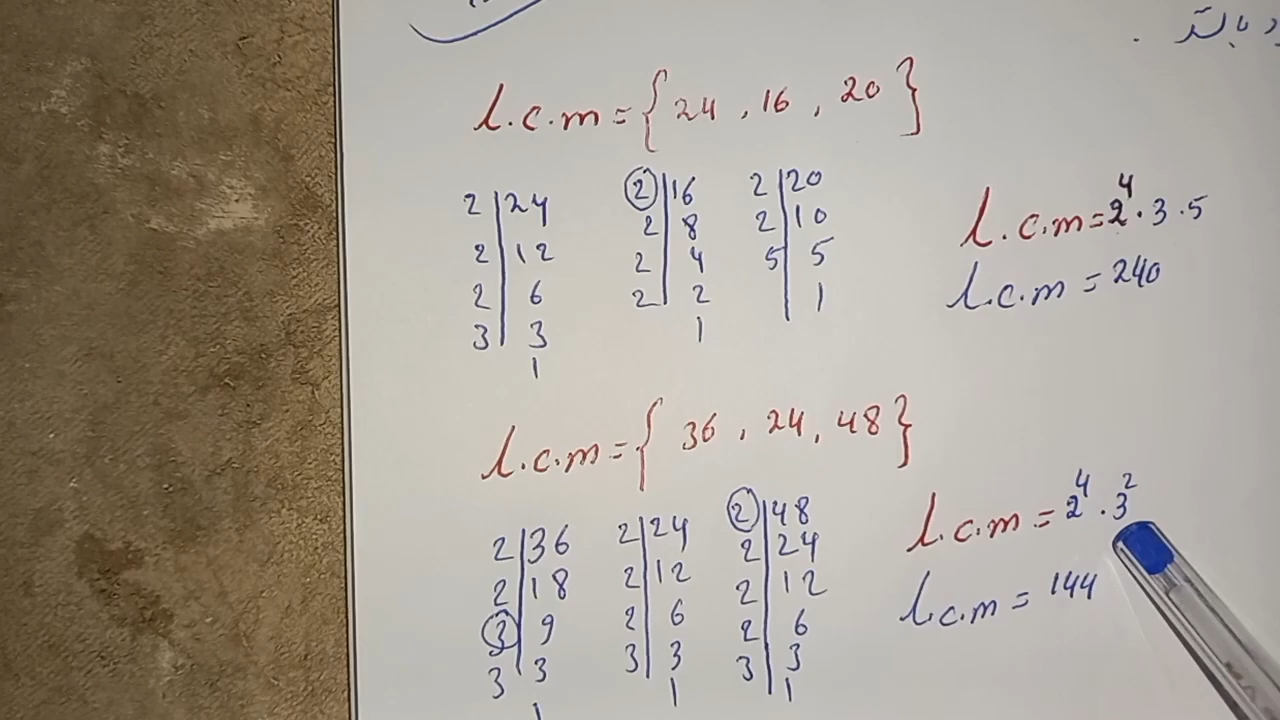 د بالتر .
l.c.m = { 24 , 16 , 20 }
2 | 24
2 | 12
2 | 6
3 | 3
1
2 | 16
2 | 8
2 | 4
2 | 2
1
2 | 20
2 | 10
5 | 5
1
l.c.m = 2⁴ . 3 . 5
l.c.m = 240
l.c.m = { 36 , 24 , 48 }
2 | 36
2 | 18
3 | 9
3 | 3
1
2 | 24
2 | 12
2 | 6
3 | 3
1
2 | 48
2 | 24
2 | 12
2 | 6
3 | 3
1
l.c.m = 2⁴ . 3²
l.c.m = 144